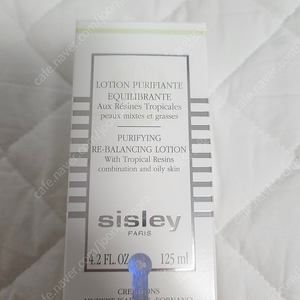 LOTION PURIFIANTE
EQUILIBRANTE
Aux Résines Tropicales
peaux mixtes et grasses
PURIFYING
RE-BALANCING LOTION
With Tropical Resins
combination and oily skin
sisley
PARIS
4.2 FL. OZ
125 ml